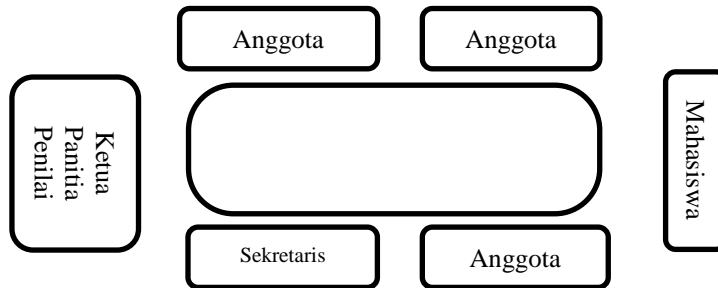 Anggota
Anggota
Ketua
Panitia
Penilai
Mahasiswa
Sekretaris
Anggota